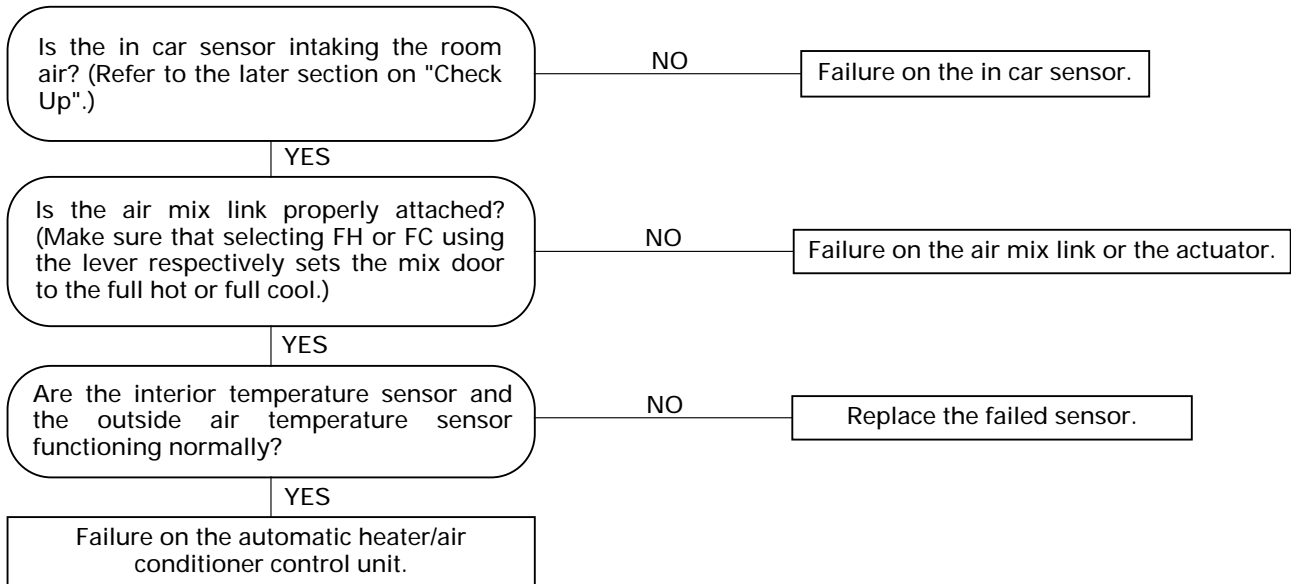 Is the in car sensor intaking the room
air? (Refer to the later section on "Check
Up".)
NO
Failure on the in car sensor.
YES
Is the air mix link properly attached?
(Make sure that selecting FH or FC using
the lever respectively sets the mix door
to the full hot or full cool.)
NO
Failure on the air mix link or the actuator.
YES
Are the interior temperature sensor and
the outside air temperature sensor
functioning normally?
NO
Replace the failed sensor.
YES
Failure on the automatic heater/air
conditioner control unit.